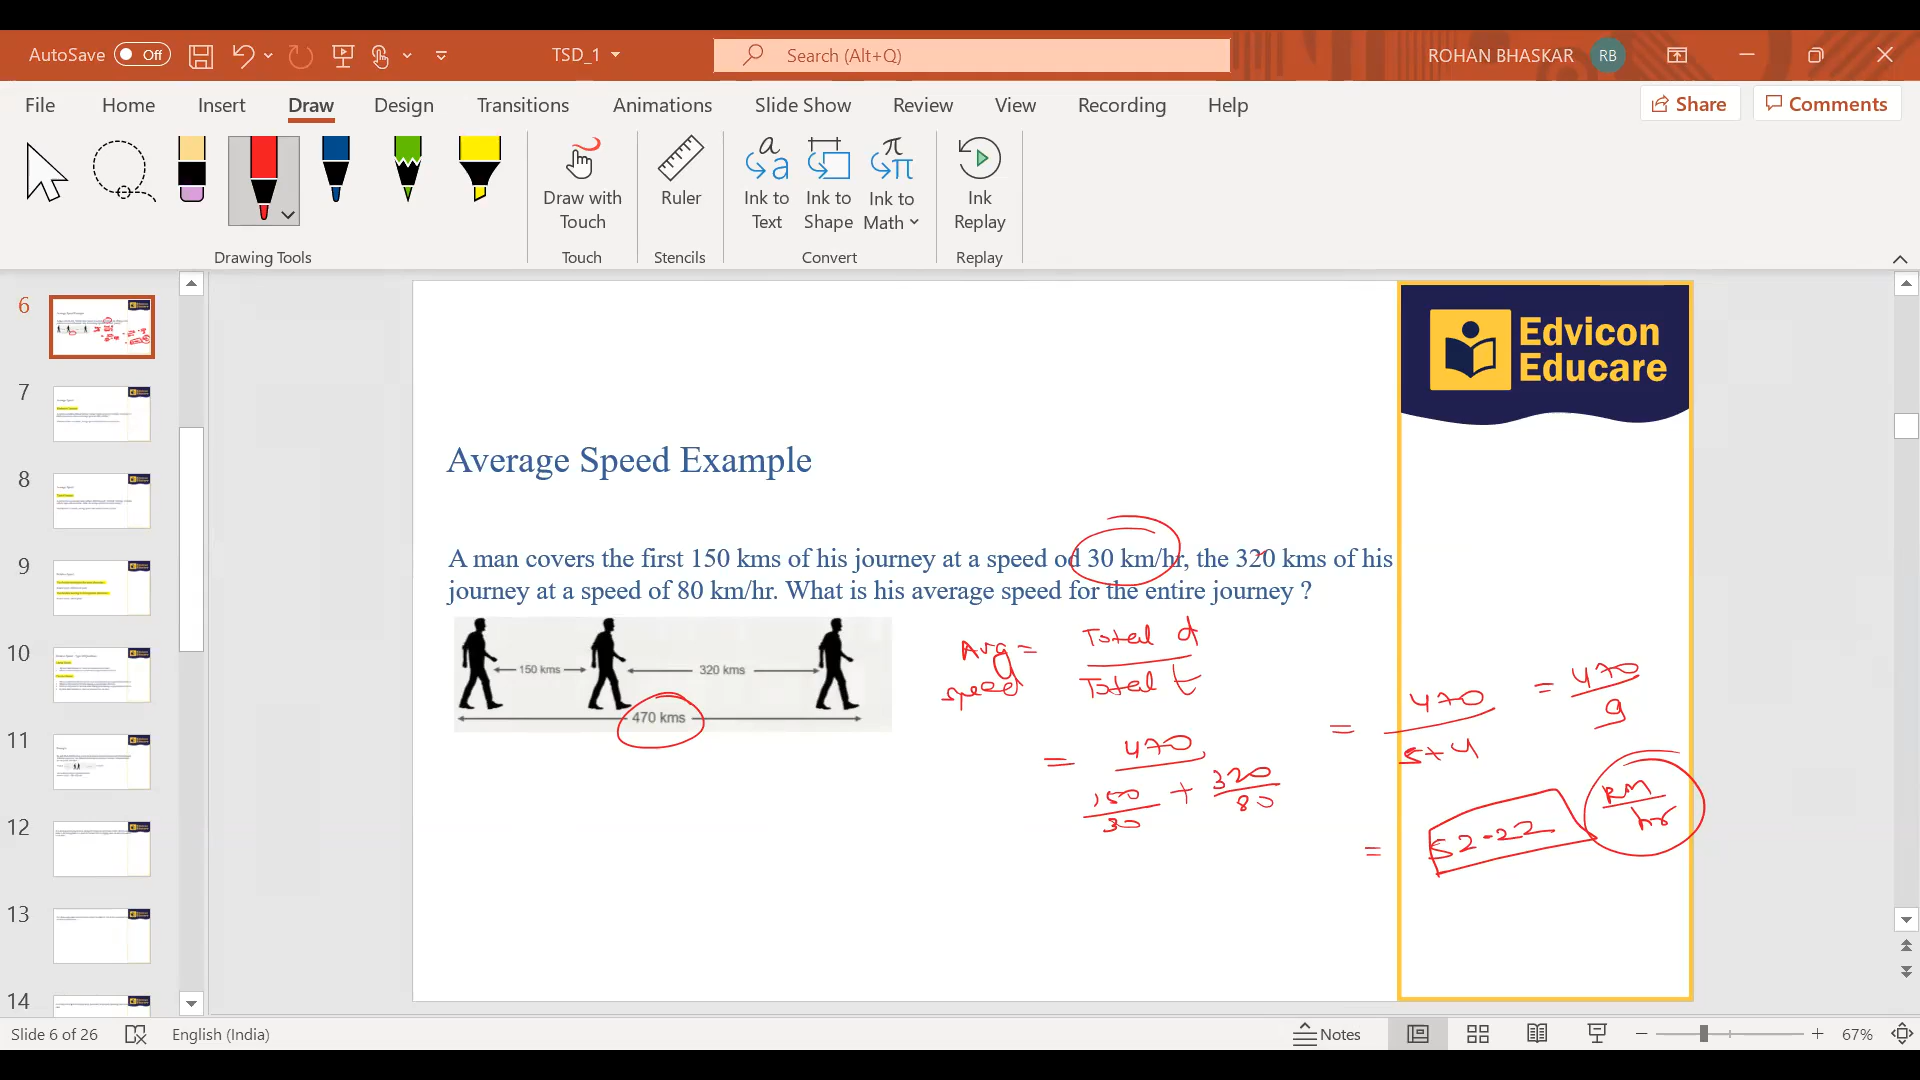 AutoSave Off
TSD_1
Search (Alt+Q)
ROHAN BHASKAR RB
File Home Insert Draw Design Transitions Animations Slide Show Review View Recording Help
Share Comments
Draw with Touch
Ruler
Ink to Text
Ink to Shape
Ink to Math
Ink Replay
Drawing Tools
Touch
Stencils
Convert
Replay
6
7
8
9
10
11
12
13
14
Edvicon
Educare
Average Speed Example
A man covers the first 150 kms of his journey at a speed od 30 km/hr, the 320 kms of his
journey at a speed of 80 km/hr. What is his average speed for the entire journey ?
150 kms 320 kms
470 kms
Avg speed = Total d / Total t
= 470 / 150/30 + 320/80
= 470 / 5+4
= 470 / 9
= 52.22 km/hr
Slide 6 of 26
English (India)
Notes
67%